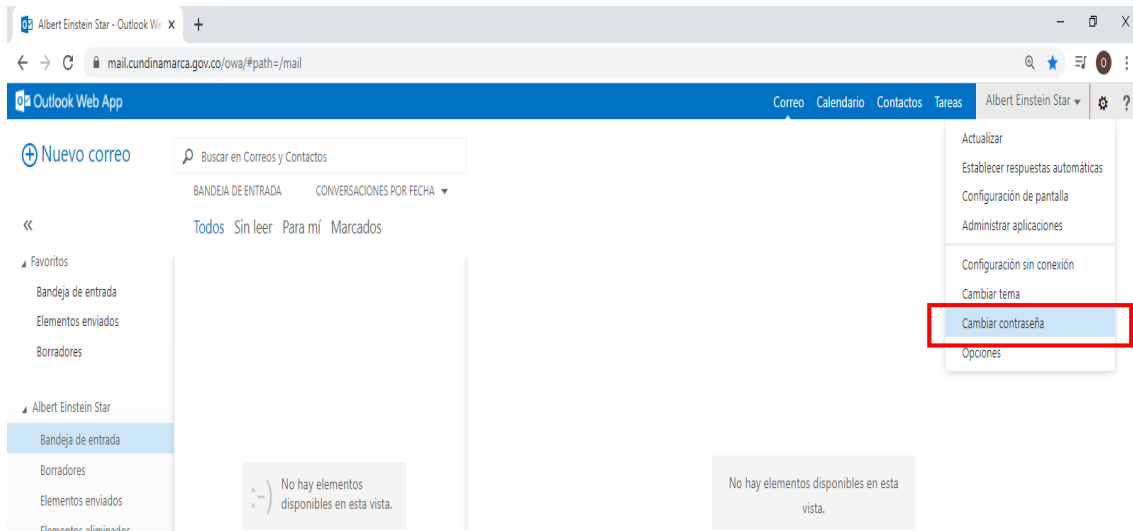 Albert Einstein Star - Outlook We
mail.cundinamarca.gov.co/owa/#path=/mail
O
Outlook Web App
Correo Calendario Contactos Tareas Albert Einstein Star ?
Nuevo correo
Buscar en Correos y Contactos
BANDEJA DE ENTRADA CONVERSACIONES POR FECHA
Todos Sin leer Para mí Marcados
Favoritos
Bandeja de entrada
Elementos enviados
Borradores
Albert Einstein Star
Bandeja de entrada
Borradores
Elementos enviados
Elementos eliminados
:-)
No hay elementos
disponibles en esta vista.
No hay elementos disponibles en esta
vista.
Actualizar
Establecer respuestas automáticas
Configuración de pantalla
Administrar aplicaciones
Configuración sin conexión
Cambiar tema
Cambiar contraseña
Opciones